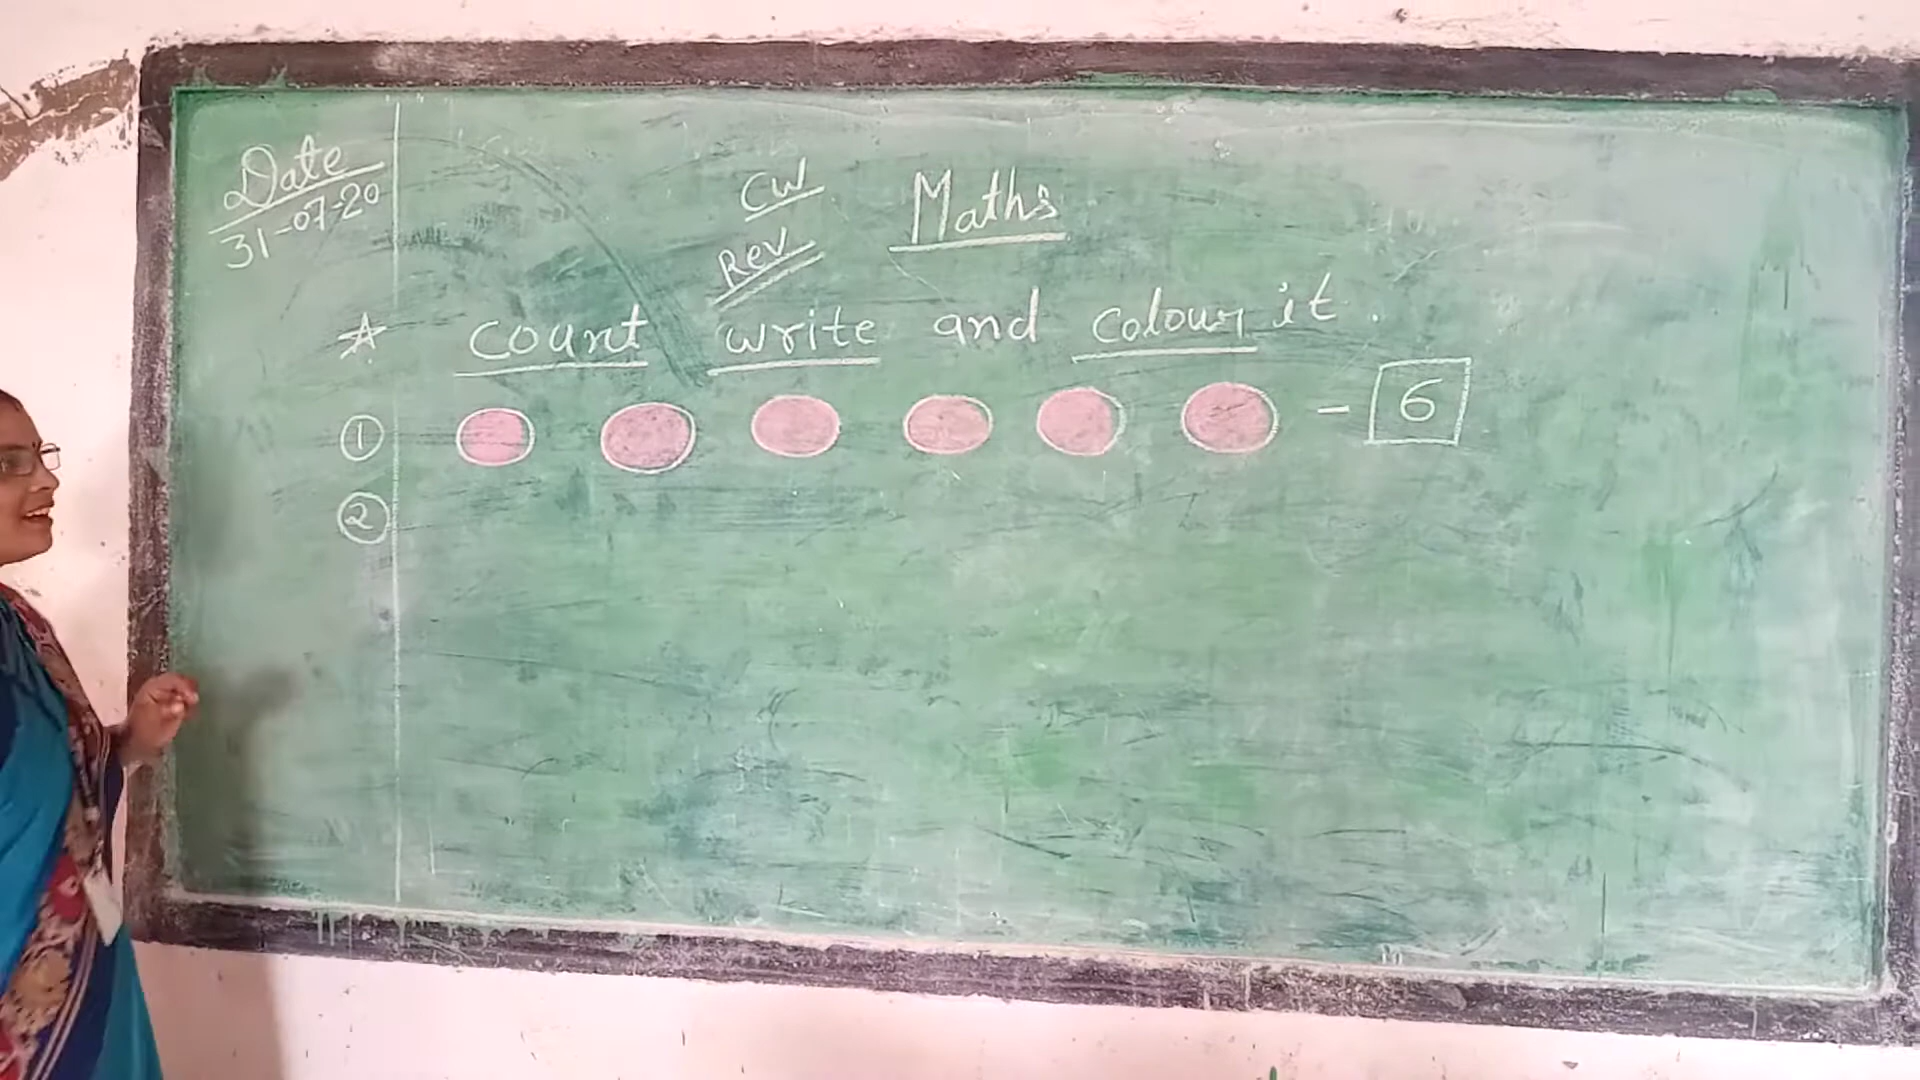 Date
31-07-20
CW
Rev
Maths
☆ count write and colour it.
① - 6
②